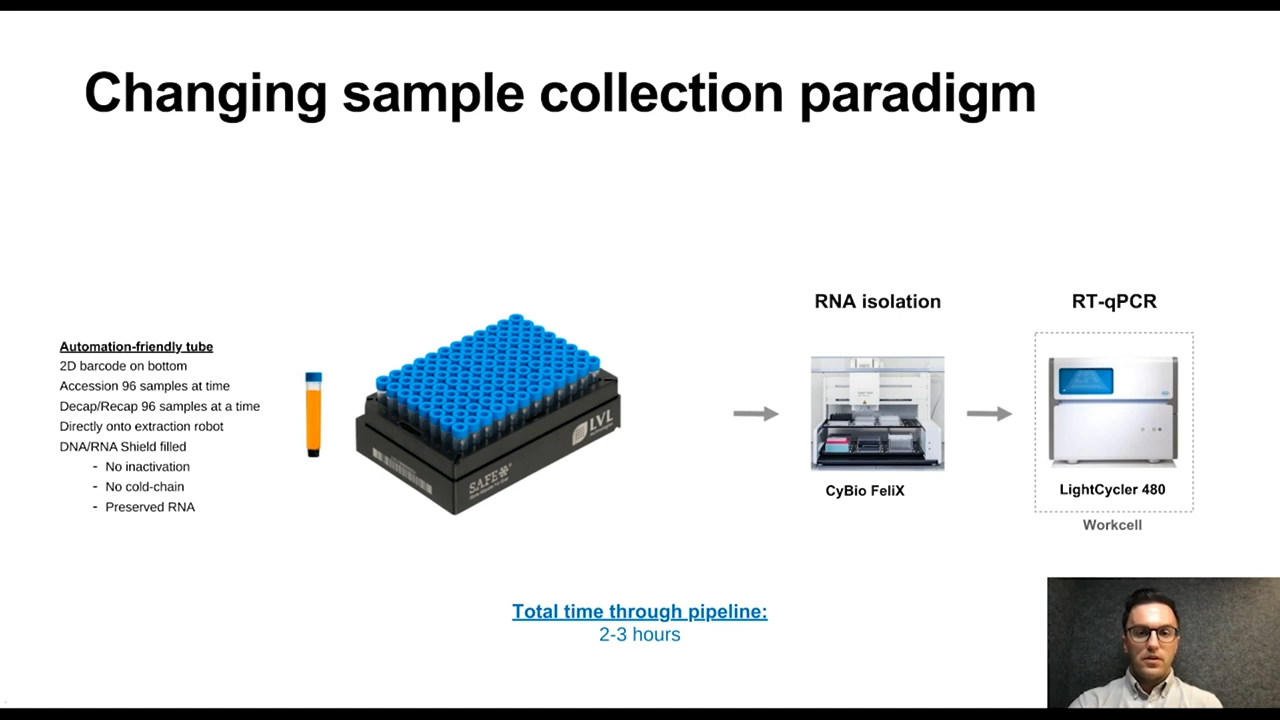 Changing sample collection paradigm
RNA isolation
RT-qPCR
Automation-friendly tube
2D barcode on bottom
Accession 96 samples at time
Decap/Recap 96 samples at a time
Directly onto extraction robot
DNA/RNA Shield filled
- No inactivation
- No cold-chain
- Preserved RNA
LVL
SAFE
CyBio FeliX
LightCycler 480
Workcell
Total time through pipeline:
2-3 hours